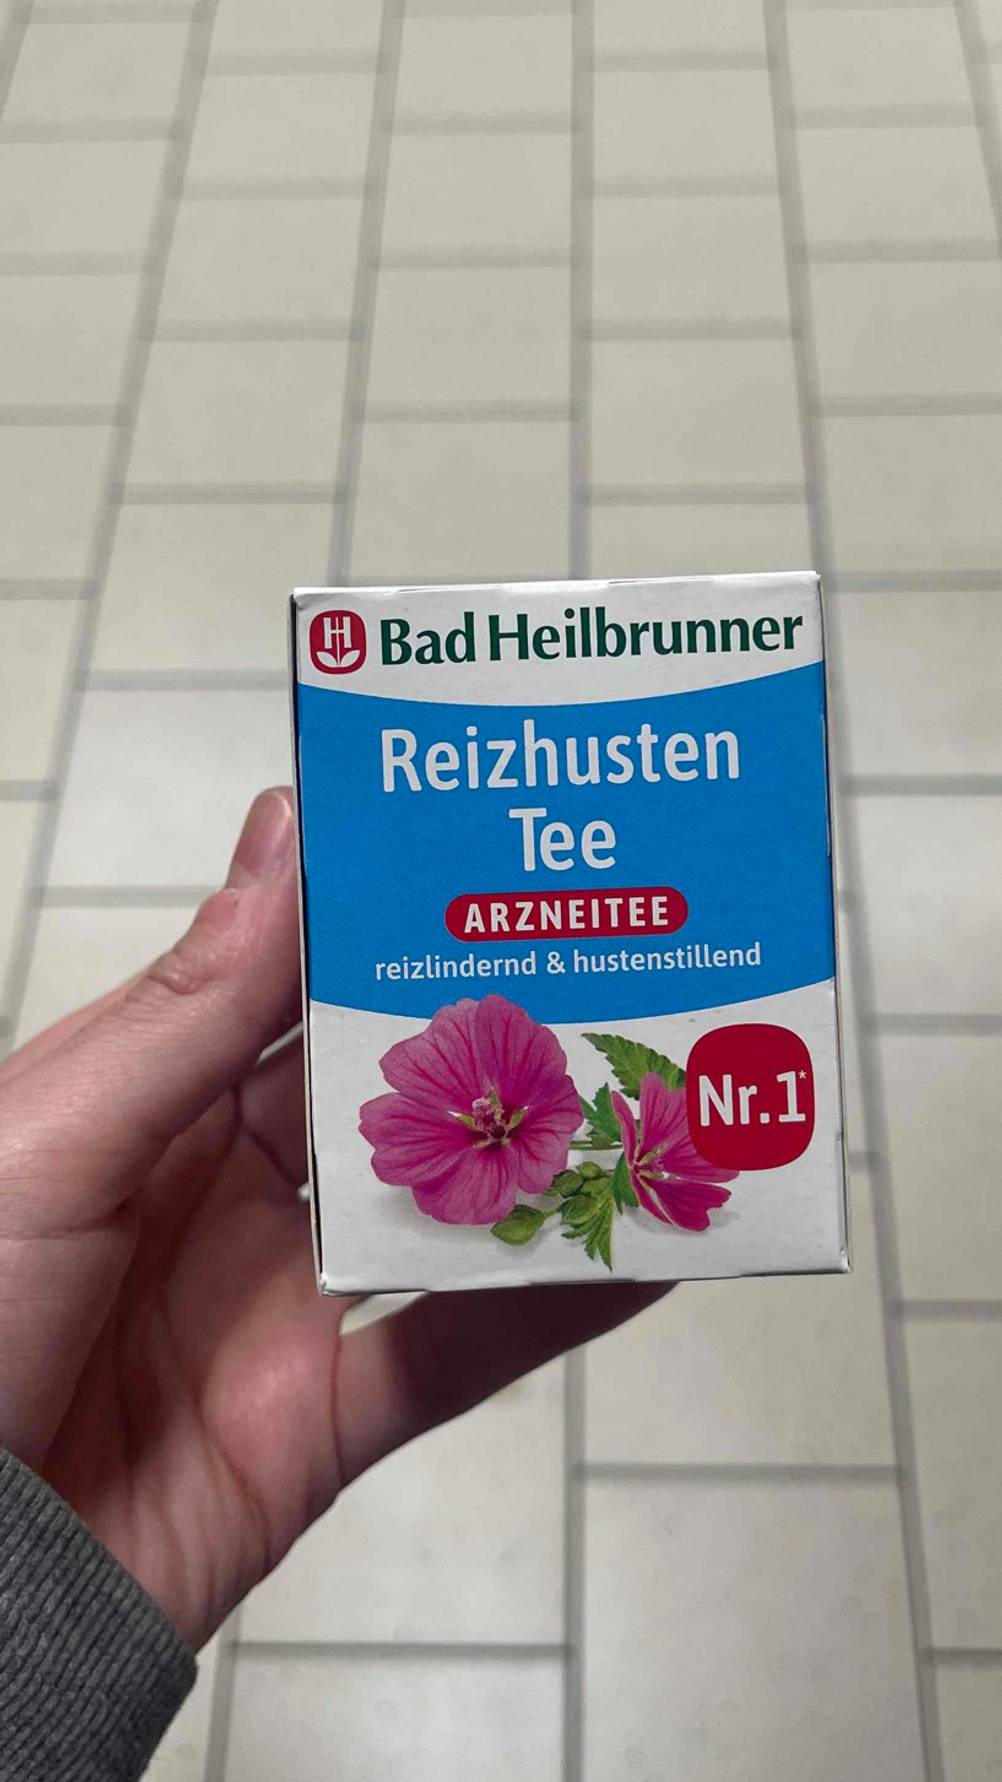 Bad Heilbrunner
Reizhusten
Tee
ARZNEITEE
reizlindernd & hustenstillend
Nr.1*